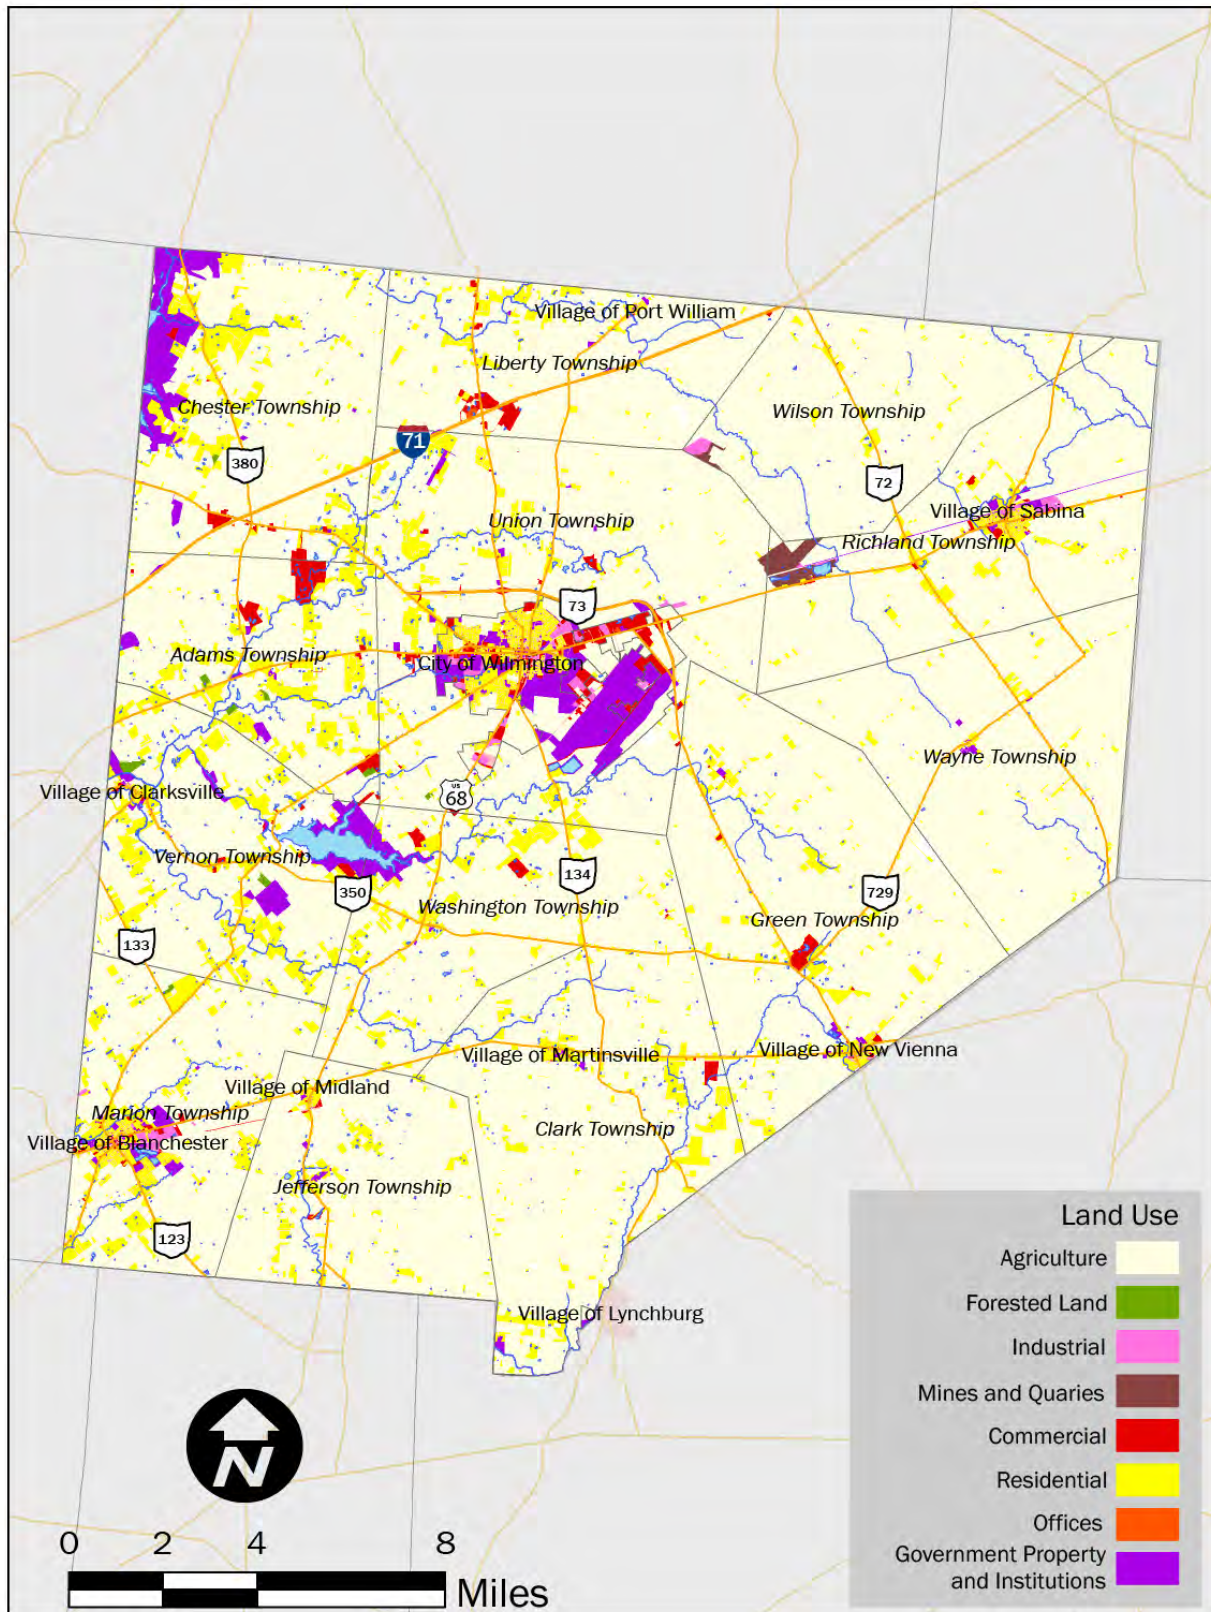 Village of Port William
Liberty Township
Chester Township
Wilson Township
71
380
72
Village of Sabina
Union Township
Richland Township
73
Adams Township
City of Wilmington
Wayne Township
Village of Clarksville
US
68
Vernon Township
134
350
729
Washington Township
Green Township
133
Village of Martinsville
Village of New Vienna
Village of Midland
Marion Township
Clark Township
Village of Blanchester
Jefferson Township
123
Village of Lynchburg
Land Use
Agriculture
Forested Land
Industrial
Mines and Quaries
Commercial
Residential
Offices
Government Property
and Institutions
N
0 2 4 8
Miles